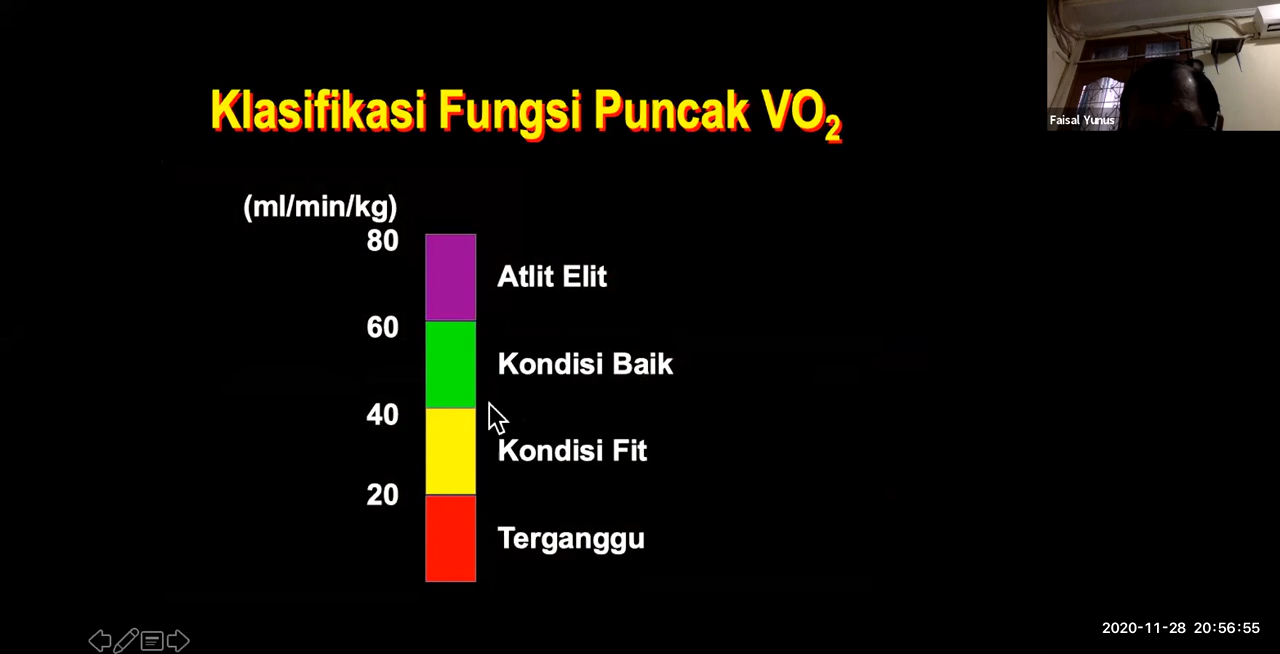 Klasifikasi Fungsi Puncak VO₂
Faisal Yunus
(ml/min/kg)
80
Atlit Elit
60
Kondisi Baik
40
Kondisi Fit
20
Terganggu
2020-11-28 20:56:55